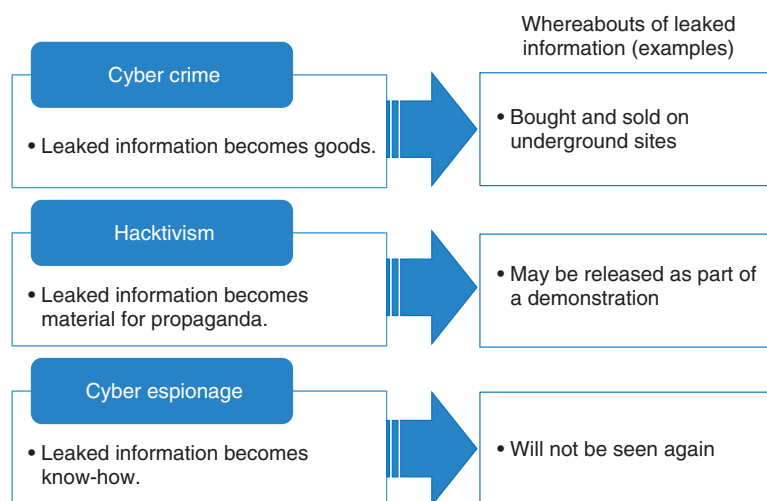 Whereabouts of leaked
information (examples)
Cyber crime
• Leaked information becomes goods.
• Bought and sold on
underground sites
Hacktivism
• Leaked information becomes
material for propaganda.
• May be released as part of
a demonstration
Cyber espionage
• Leaked information becomes
know-how.
• Will not be seen again